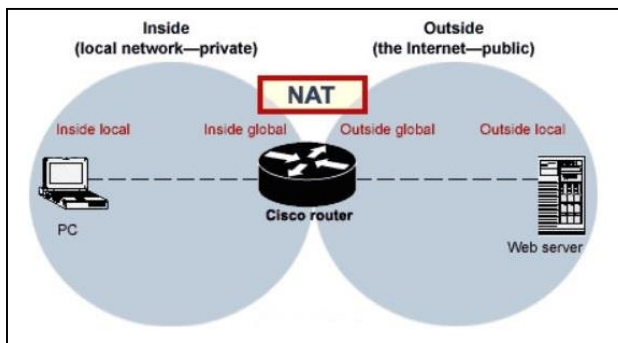 Inside
(local network—private)
Outside
(the Internet—public)
NAT
Inside local
Inside global
Outside global
Outside local
Cisco router
PC
Web server